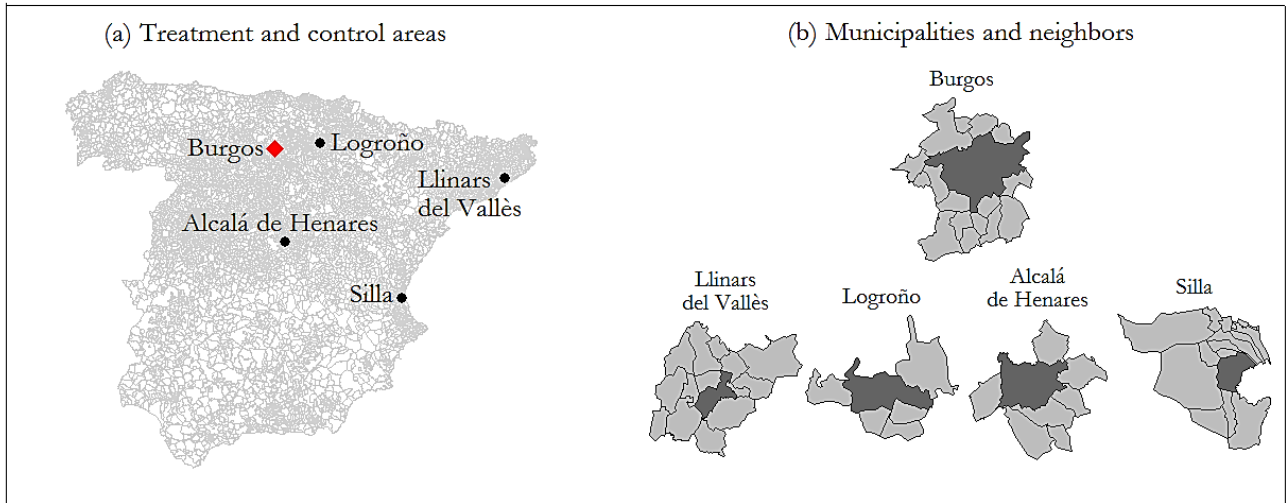 (a) Treatment and control areas
Burgos
Logroño
Llinars
del Vallès
Alcalá de Henares
Silla
(b) Municipalities and neighbors
Burgos
Llinars
del Vallès
Logroño
Alcalá
de Henares
Silla